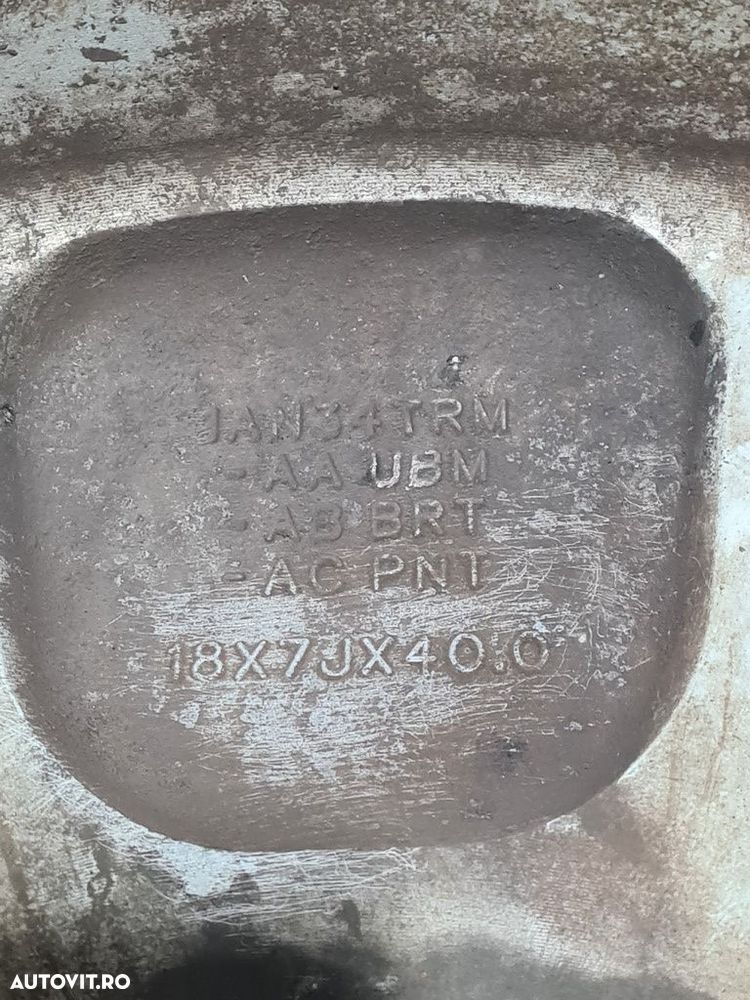 1AN34TRM
-AA UBM
-AB BRT
-AC PNT
18X7JX40.0
AUTOVIT.RO